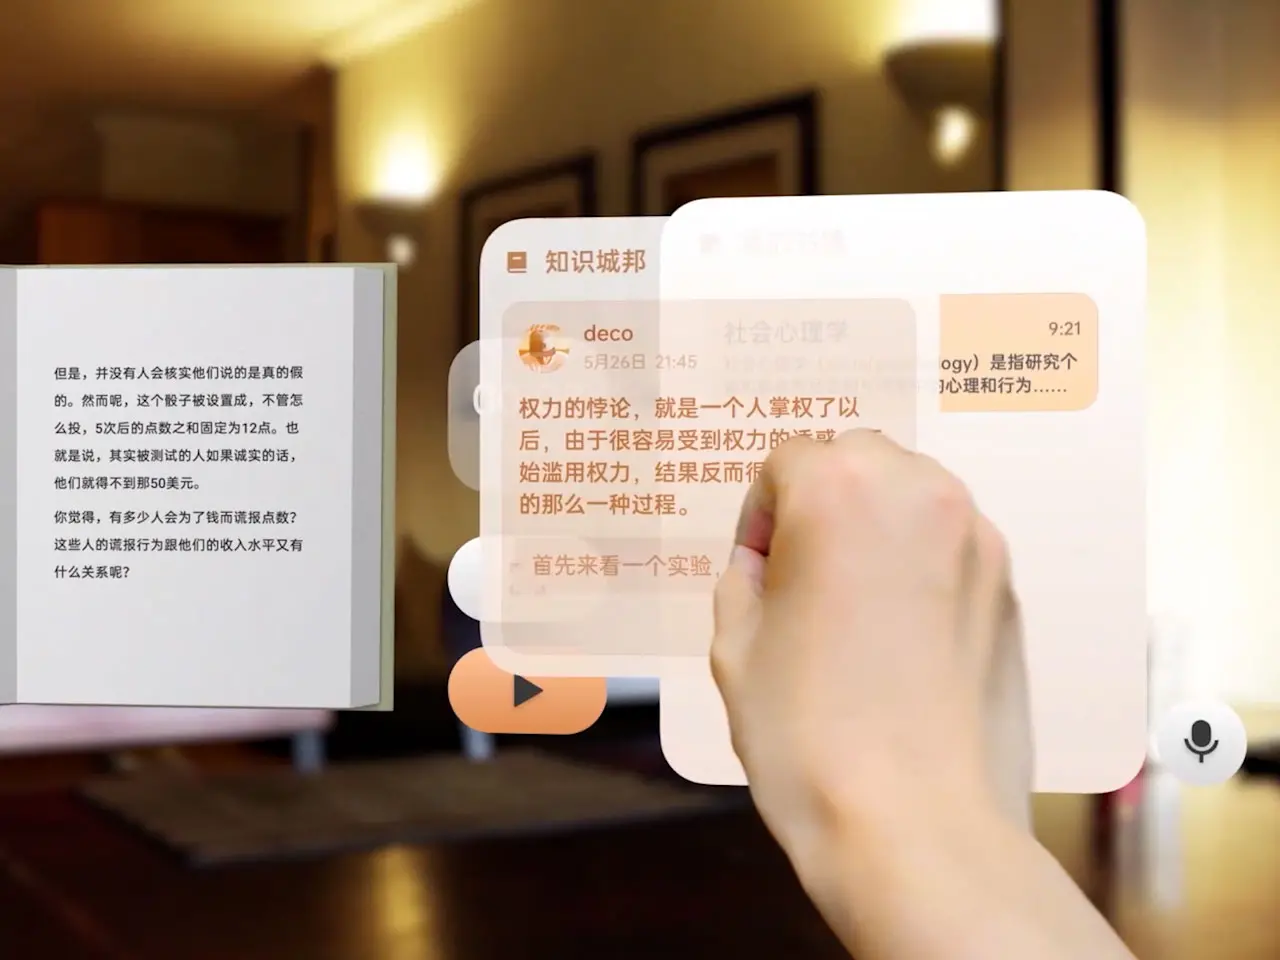 但是，并没有人会核实他们说的是真的假
的。然而呢，这个骰子被设置成，不管怎
么投，5次后的点数之和固定为12点。也
就是说，其实被测试的人如果诚实的话，
他们就得不到那50美元。
你觉得，有多少人会为了钱而谎报点数？
这些人的谎报行为跟他们的收入水平又有
什么关系呢？
知识城邦
deco
5月26日 21:45
权力的悖论，就是一个人掌权了以
后，由于很容易受到权力的诱惑
始滥用权力，结果反而很
的那么一种过程。
首先来看一个实验，
社会心理学
9:21
ogy）是指研究个
的心理和行为……